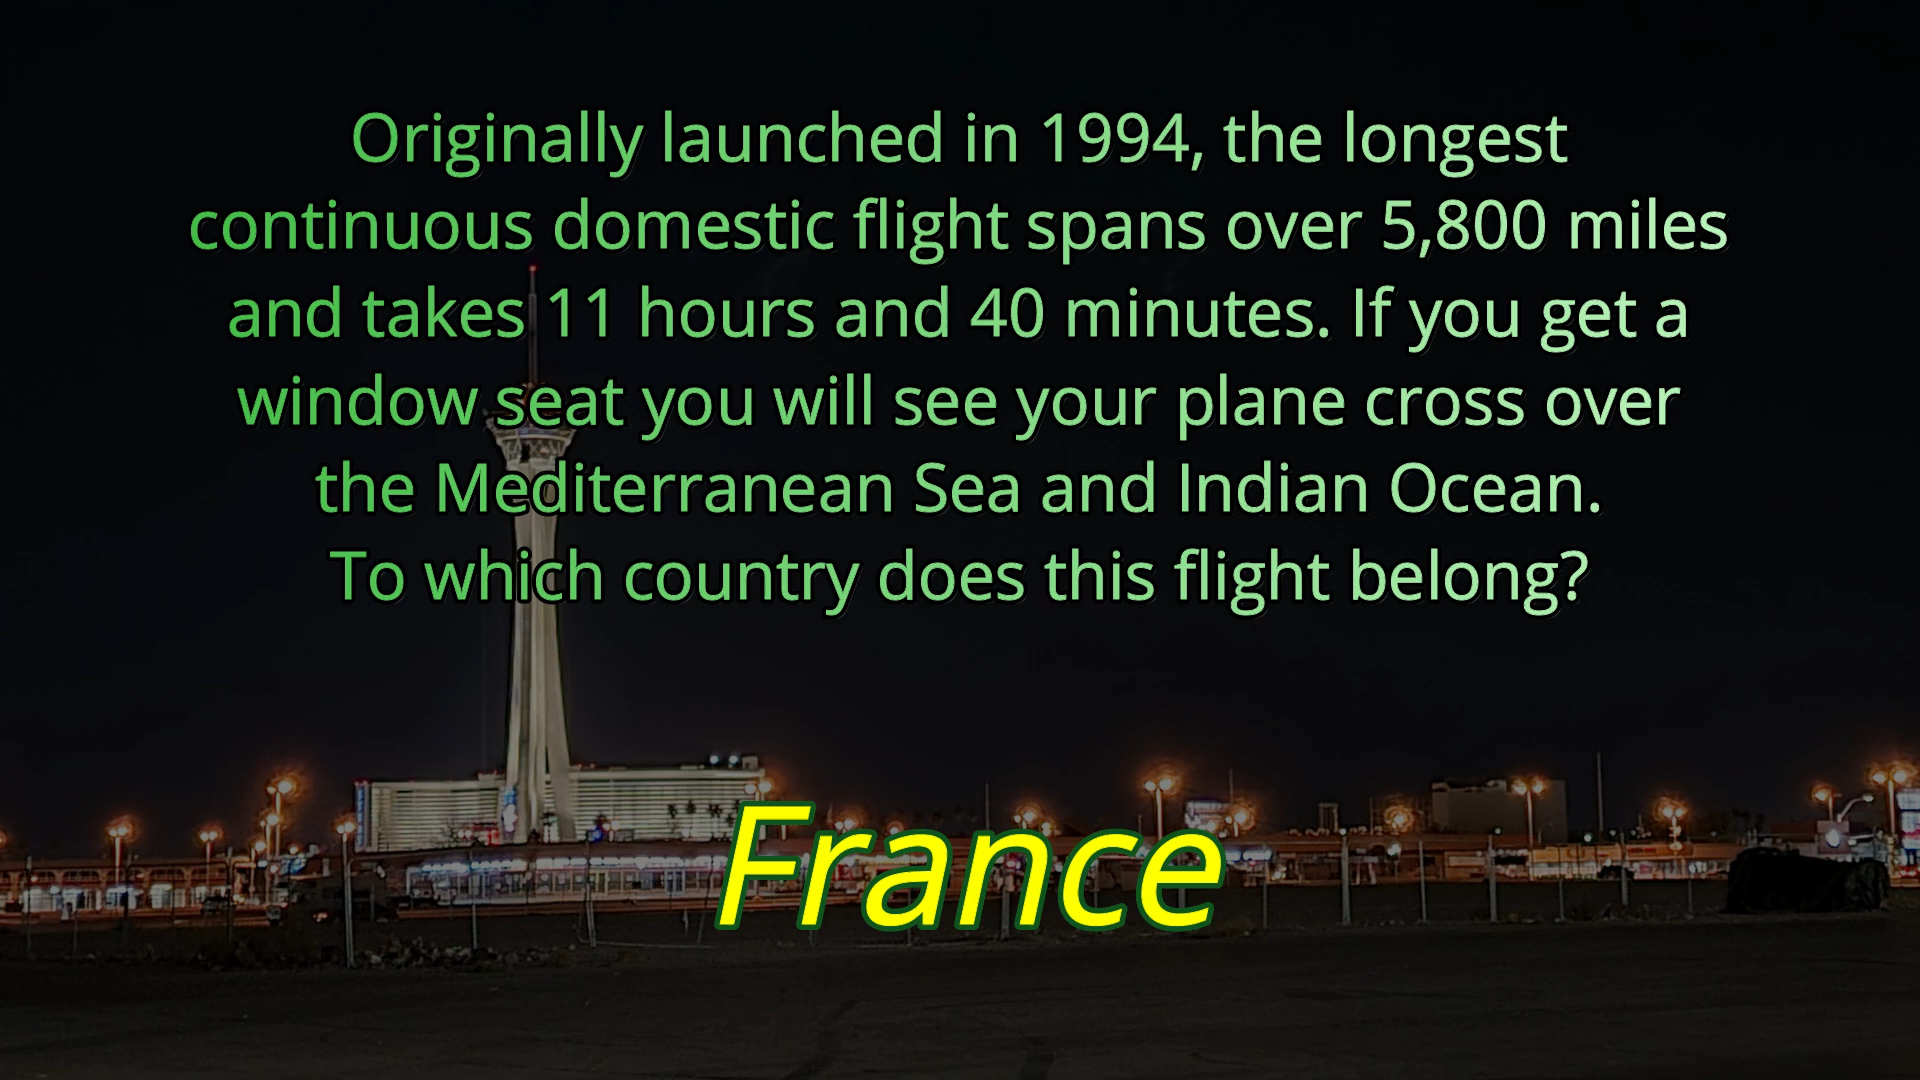 Originally launched in 1994, the longest
continuous domestic flight spans over 5,800 miles
and takes 11 hours and 40 minutes. If you get a
window seat you will see your plane cross over
the Mediterranean Sea and Indian Ocean.
To which country does this flight belong?
France